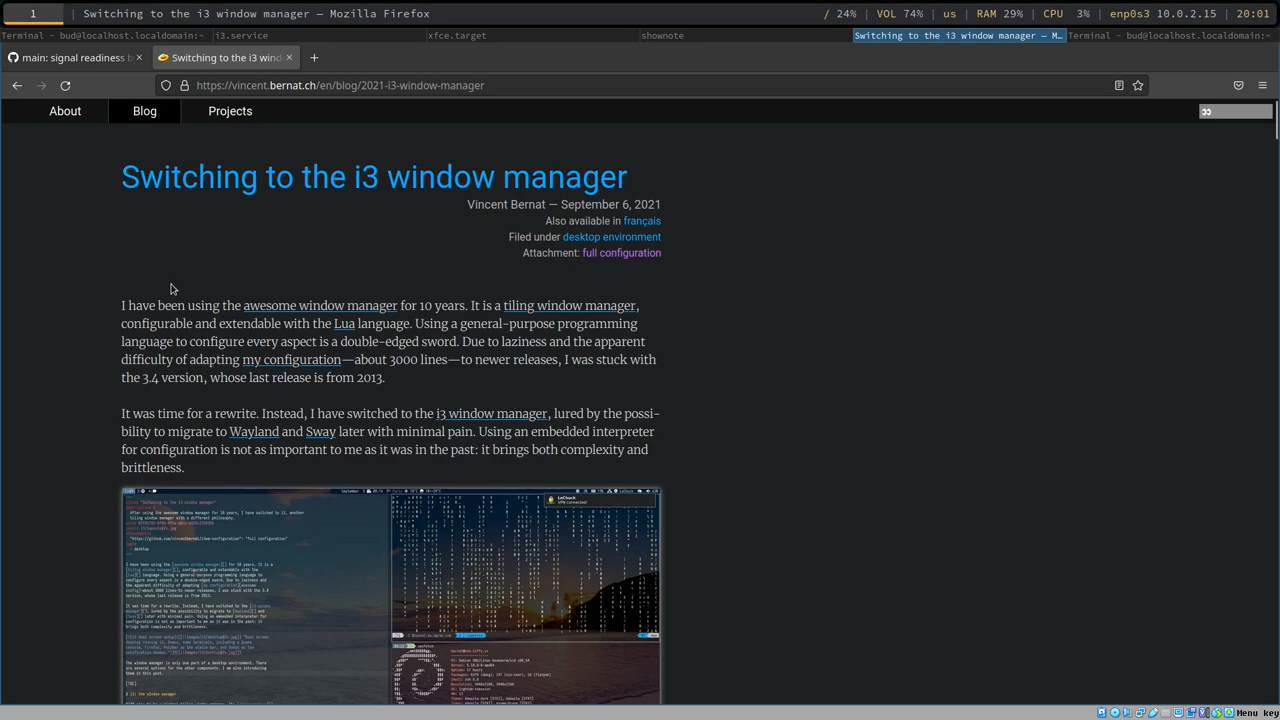 1 | Switching to the i3 window manager — Mozilla Firefox / 24% | VOL 74% | us | RAM 29% | CPU 3% | enp0s3 10.0.2.15 | 20:01
Terminal - bud@localhost.localdomain:~ i3.service xfce.target shownote Switching to the i3 window manager — M… Terminal - bud@localhost.localdomain:~
main: signal readiness b Switching to the i3 wind
https://vincent.bernat.ch/en/blog/2021-i3-window-manager
About Blog Projects
Switching to the i3 window manager
Vincent Bernat — September 6, 2021
Also available in français
Filed under desktop environment
Attachment: full configuration
I have been using the awesome window manager for 10 years. It is a tiling window manager,
configurable and extendable with the Lua language. Using a general-purpose programming
language to configure every aspect is a double-edged sword. Due to laziness and the apparent
difficulty of adapting my configuration—about 3000 lines—to newer releases, I was stuck with
the 3.4 version, whose last release is from 2013.
It was time for a rewrite. Instead, I have switched to the i3 window manager, lured by the possi-
bility to migrate to Wayland and Sway later with minimal pain. Using an embedded interpreter
for configuration is not as important to me as it was in the past: it brings both complexity and
brittleness.
Menu key